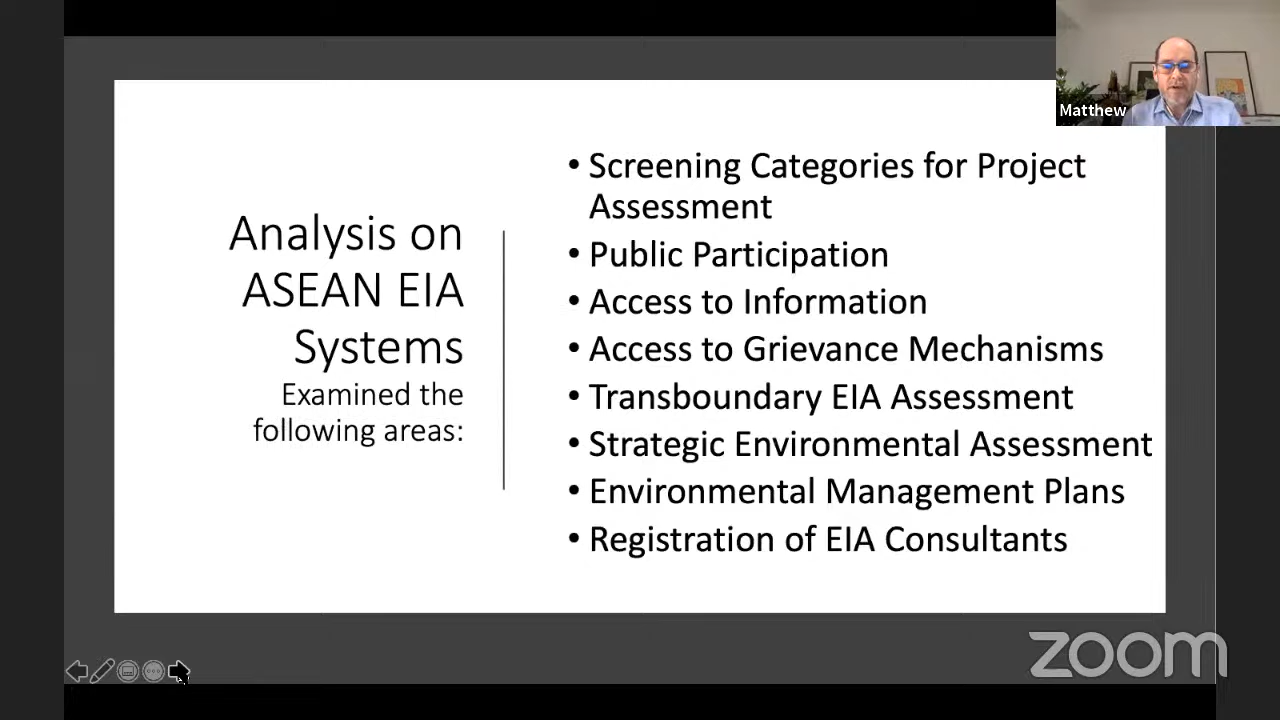 Matthew
Analysis on
ASEAN EIA
Systems
Examined the
following areas:
• Screening Categories for Project
Assessment
• Public Participation
• Access to Information
• Access to Grievance Mechanisms
• Transboundary EIA Assessment
• Strategic Environmental Assessment
• Environmental Management Plans
• Registration of EIA Consultants
zoom